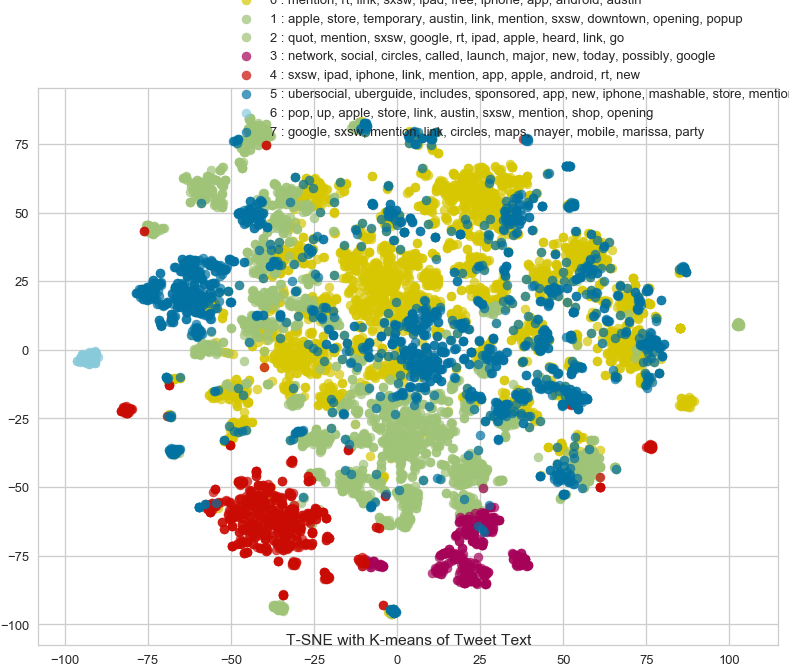 0 : mention, rt, link, sxsw, ipad, free, iphone, app, android, austin
1 : apple, store, temporary, austin, link, mention, sxsw, downtown, opening, popup
2 : quot, mention, sxsw, google, rt, ipad, apple, heard, link, go
3 : network, social, circles, called, launch, major, new, today, possibly, google
4 : sxsw, ipad, iphone, link, mention, app, apple, android, rt, new
5 : ubersocial, uberguide, includes, sponsored, app, new, iphone, mashable, store, mention
6 : pop, up, apple, store, link, austin, sxsw, mention, shop, opening
7 : google, sxsw, mention, link, circles, maps, mayer, mobile, marissa, party
75
50
25
0
−25
−50
−75
−100
T-SNE with K-means of Tweet Text
−100 −75 −50 −25 0 25 50 75 100